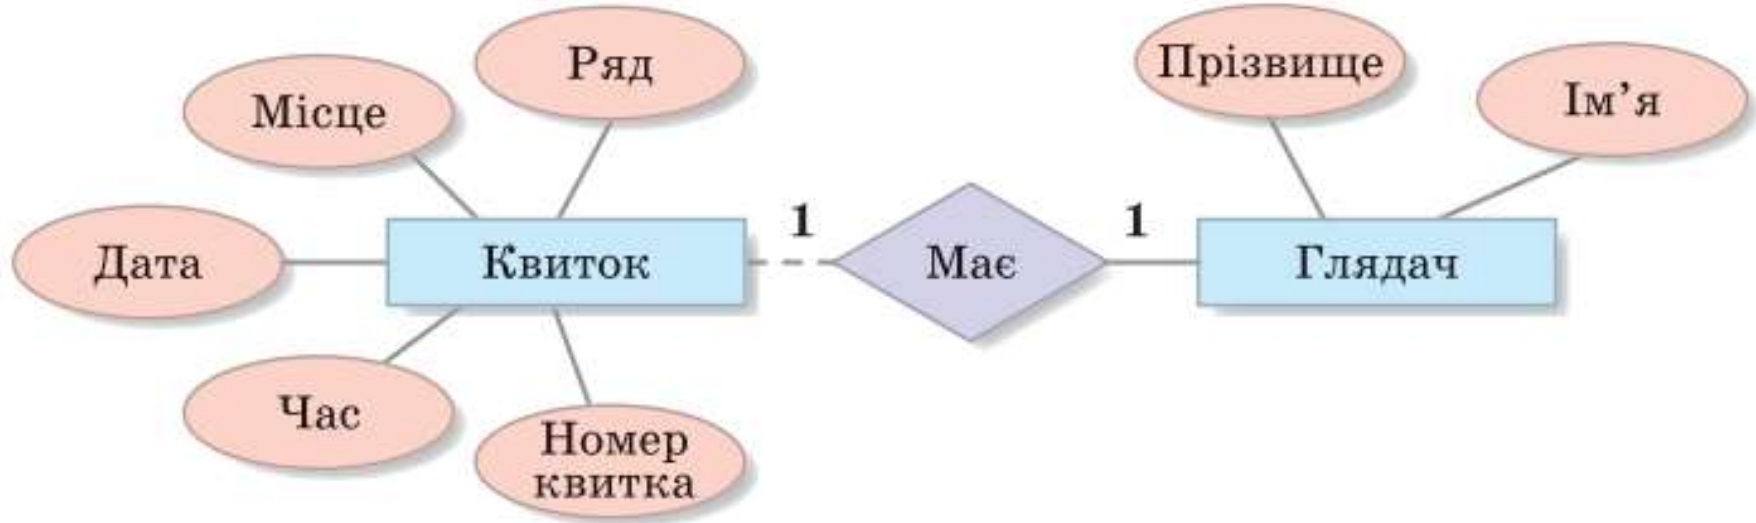 Ряд
Прізвище
Місце
Ім’я
1
1
Дата
Квиток
Має
Глядач
Час
Номер
квитка